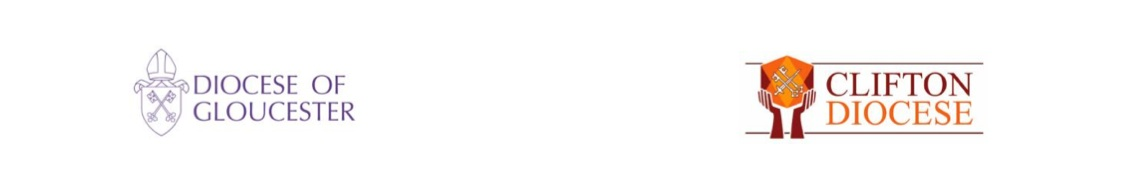 DIOCESE OF
GLOUCESTER
CLIFTON
DIOCESE